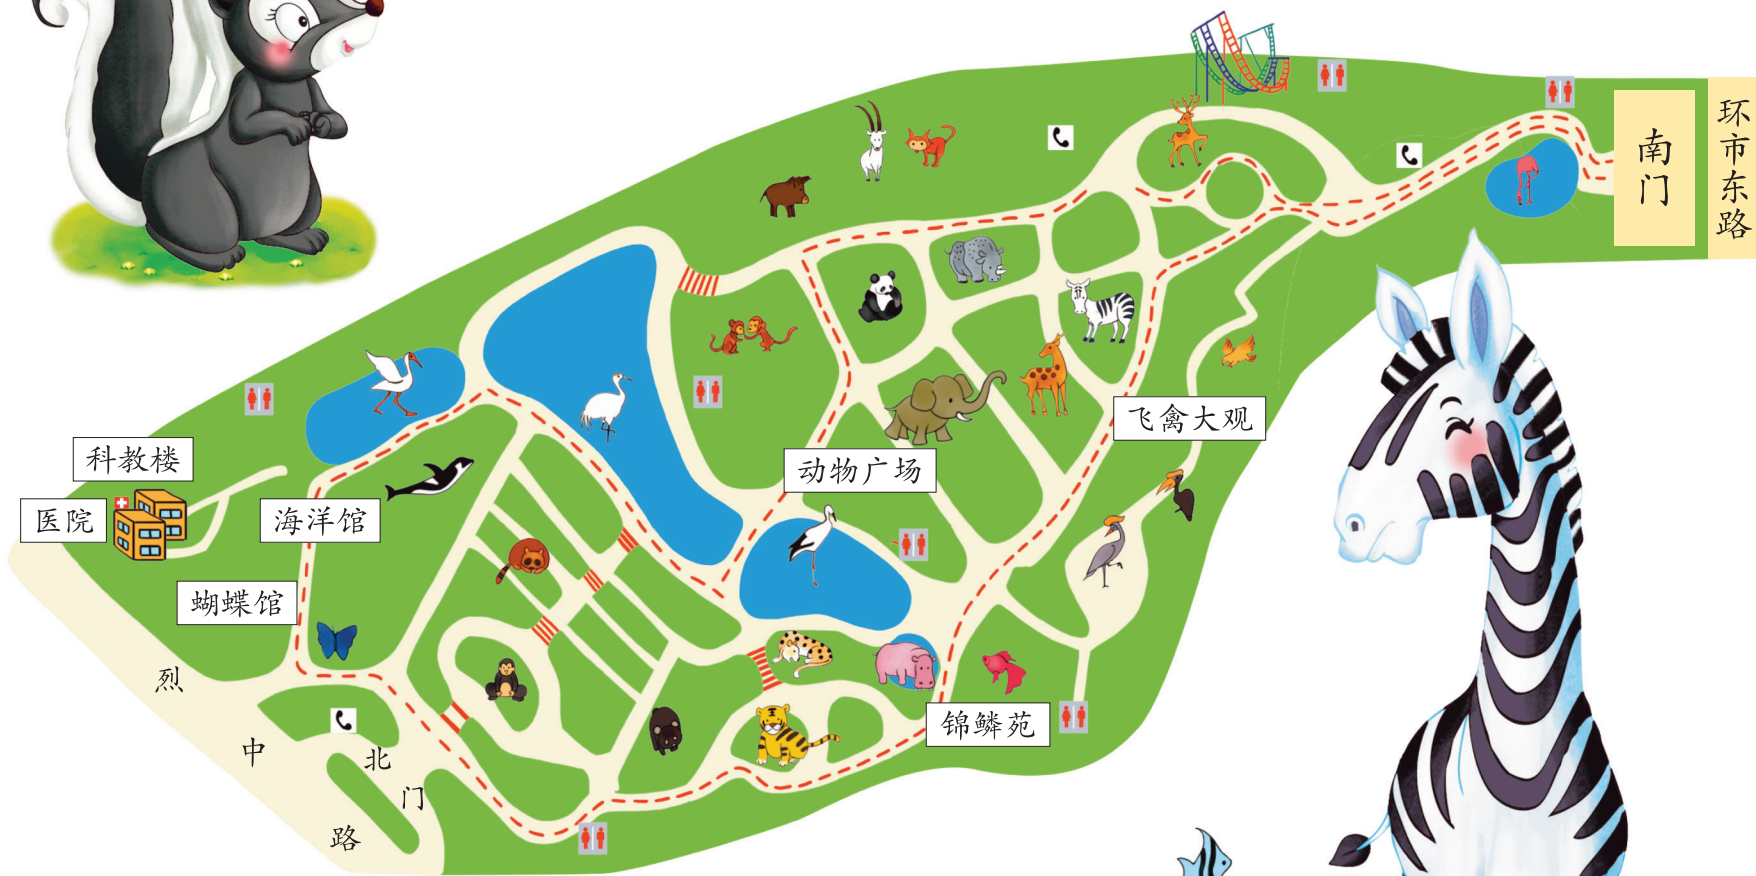 环市东路
南门
飞禽大观
动物广场
科教楼
医院
海洋馆
蝴蝶馆
锦鳞苑
北门
烈中路